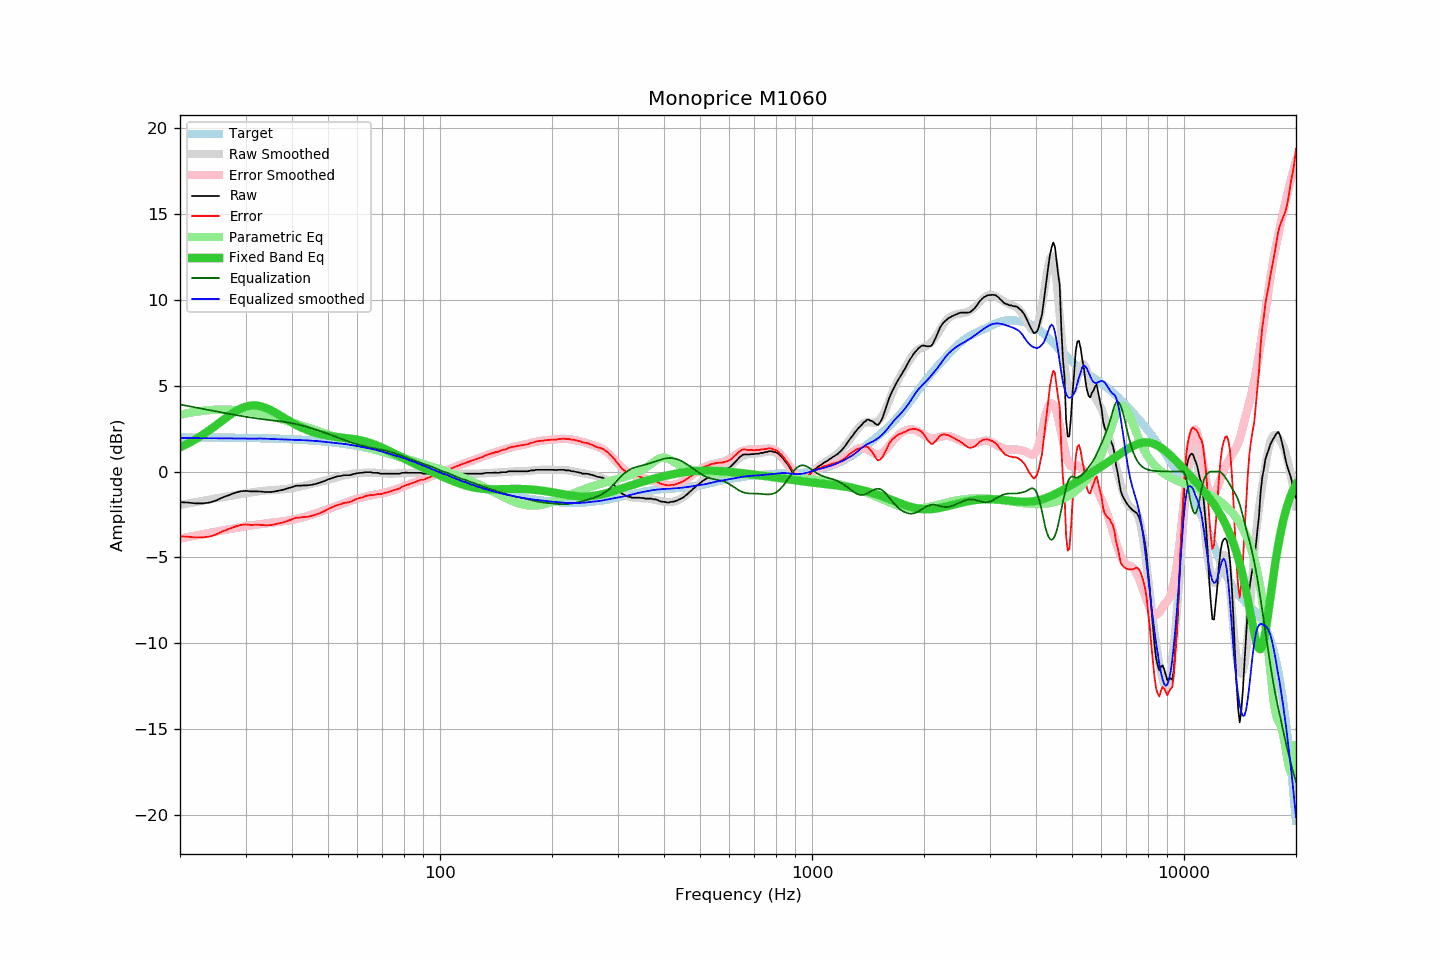 Monoprice M1060
Target
Raw Smoothed
Error Smoothed
Raw
Error
Parametric Eq
Fixed Band Eq
Equalization
Equalized smoothed
20
15
10
5
0
−5
−10
−15
−20
Amplitude (dBr)
100
1000
10000
Frequency (Hz)